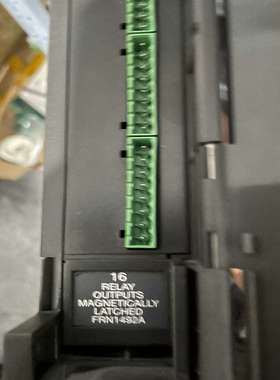 16
RELAY
OUTPUTS
MAGNETICALLY
LATCHED
FRN1492A